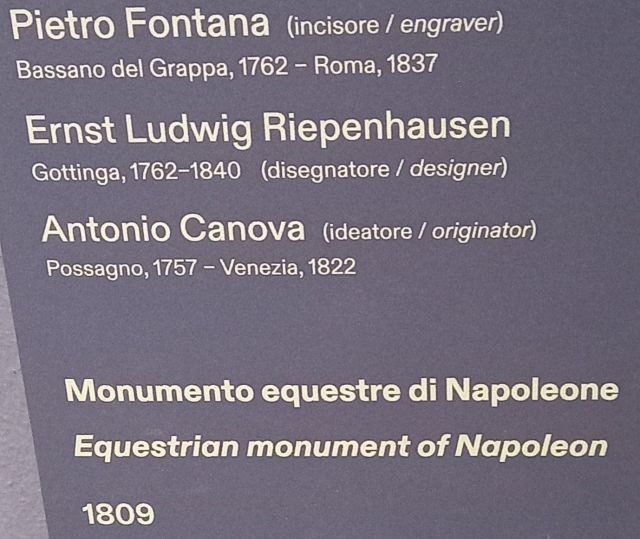 Pietro Fontana (incisore / engraver)
Bassano del Grappa, 1762 – Roma, 1837
Ernst Ludwig Riepenhausen
Gottinga, 1762–1840 (disegnatore / designer)
Antonio Canova (ideatore / originator)
Possagno, 1757 – Venezia, 1822
Monumento equestre di Napoleone
Equestrian monument of Napoleon
1809